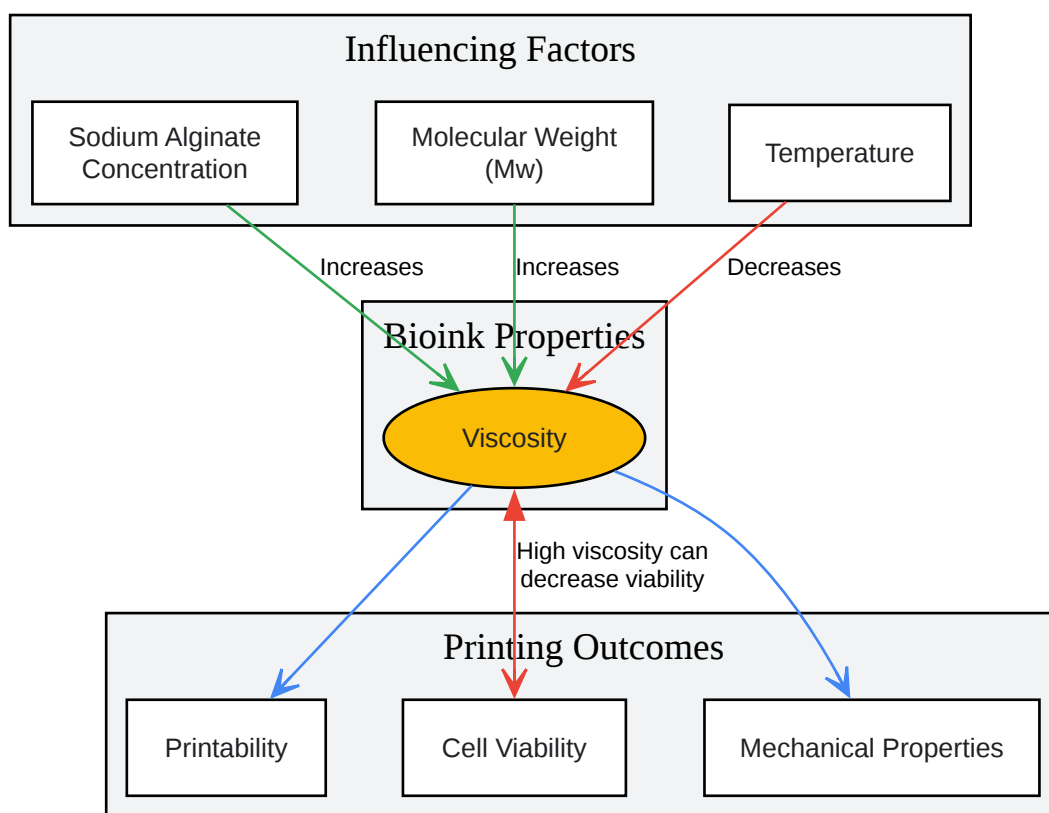 Influencing Factors
Sodium Alginate
Concentration
Molecular Weight
(Mw)
Temperature
Increases
Increases
Decreases
Bioink Properties
Viscosity
High viscosity can
decrease viability
Printing Outcomes
Printability
Cell Viability
Mechanical Properties